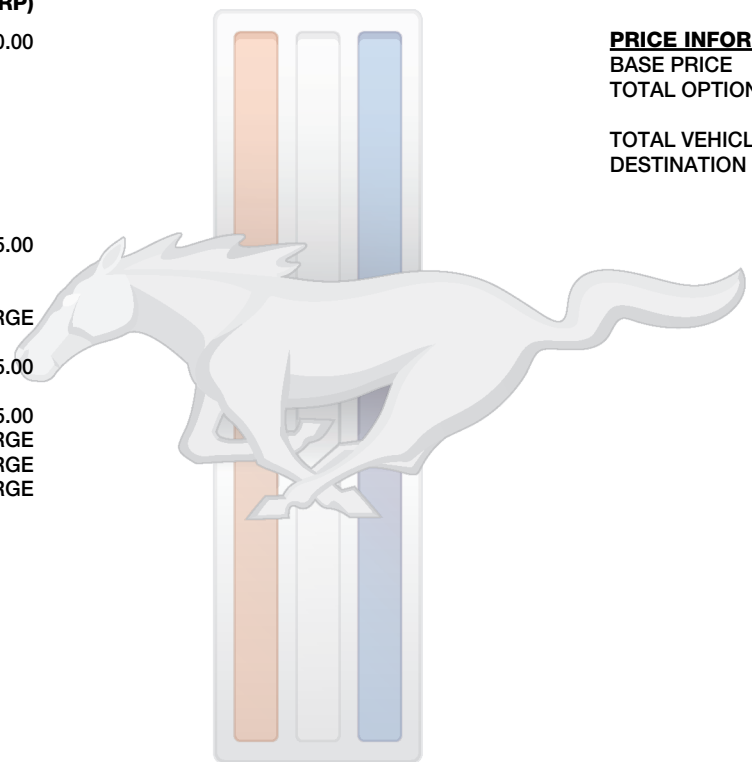 RP)
0.00
5.00
RGE
5.00
5.00
RGE
RGE
RGE
PRICE INFOR
BASE PRICE
TOTAL OPTION
TOTAL VEHICL
DESTINATION